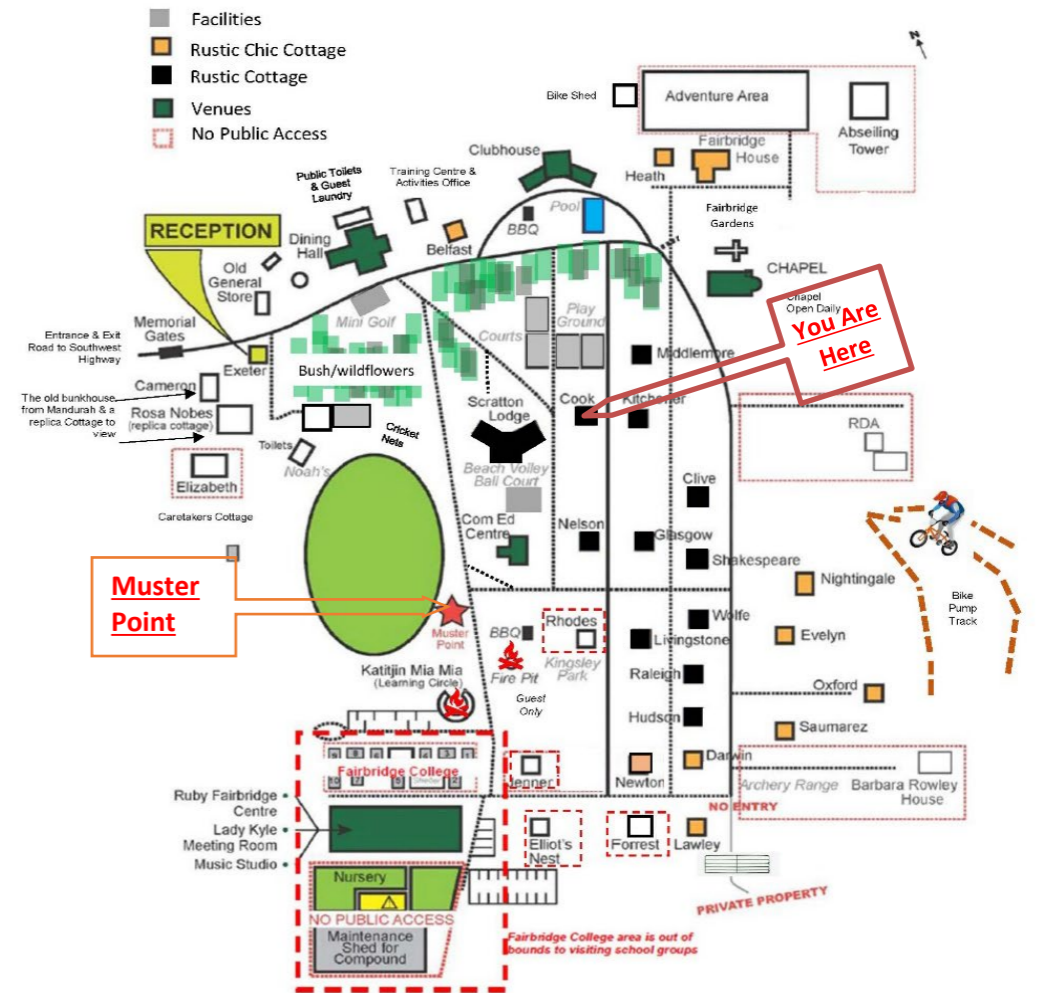 Facilities
Rustic Chic Cottage
Rustic Cottage
Venues
No Public Access
N
Bike Shed
Adventure Area
Abseiling
Tower
Fairbridge
House
Heath
Clubhouse
Training Centre &
Activities Office
Public Toilets
& Guest
Laundry
Pool
BBQ
Fairbridge
Gardens
RECEPTION
Dining
Hall
Belfast
Old
General
Store
CHAPEL
Chapel
Open Daily
You Are
Here
Mini Golf
Courts
Play
Ground
Memorial
Gates
Entrance & Exit
Road to Southwest
Highway
Exeter
Bush/wildflowers
Middlemore
Cameron
The old bunkhouse
from Mandurah & a
replica Cottage to
view
Rosa Nobes
(replica cottage)
Scratton
Lodge
Cook
Kitchener
RDA
Toilets
Noah's
Cricket
Nets
Elizabeth
Caretakers Cottage
Beach Volley
Ball Court
Clive
Com Ed
Centre
Nelson
Glasgow
Shakespeare
Nightingale
Bike
Pump
Track
Muster
Point
Muster
Point
BBQ
Rhodes
Wolfe
Livingstone
Evelyn
Katitjin Mia Mia
(Learning Circle)
Fire Pit
Kingsley
Park
Guest
Only
Raleigh
Oxford
Hudson
Saumarez
Fairbridge College
Jenner
Newton
Darwin
Archery Range
Barbara Rowley
House
NO ENTRY
Ruby Fairbridge
Centre
Lady Kyle
Meeting Room
Music Studio
Elliot's
Nest
Forrest
Lawley
Nursery
NO PUBLIC ACCESS
Maintenance
Shed for
Compound
PRIVATE PROPERTY
Fairbridge College area is out of
bounds to visiting school groups